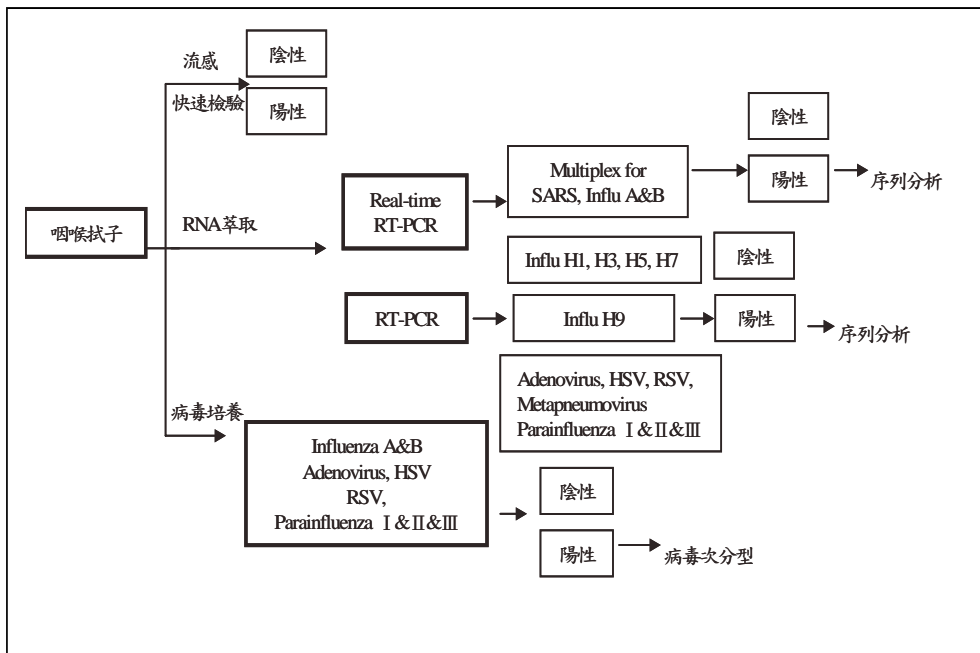 流感
快速檢驗
陰性
陽性
咽喉拭子
RNA萃取
Real-time
RT-PCR
Multiplex for
SARS, Influ A&B
陰性
陽性
序列分析
Influ H1, H3, H5, H7
陰性
RT-PCR
Influ H9
陽性
序列分析
Adenovirus, HSV, RSV,
Metapneumovirus
Parainfluenza Ⅰ&Ⅱ&Ⅲ
病毒培養
Influenza A&B
Adenovirus, HSV
RSV,
Parainfluenza Ⅰ&Ⅱ&Ⅲ
陰性
陽性
病毒次分型